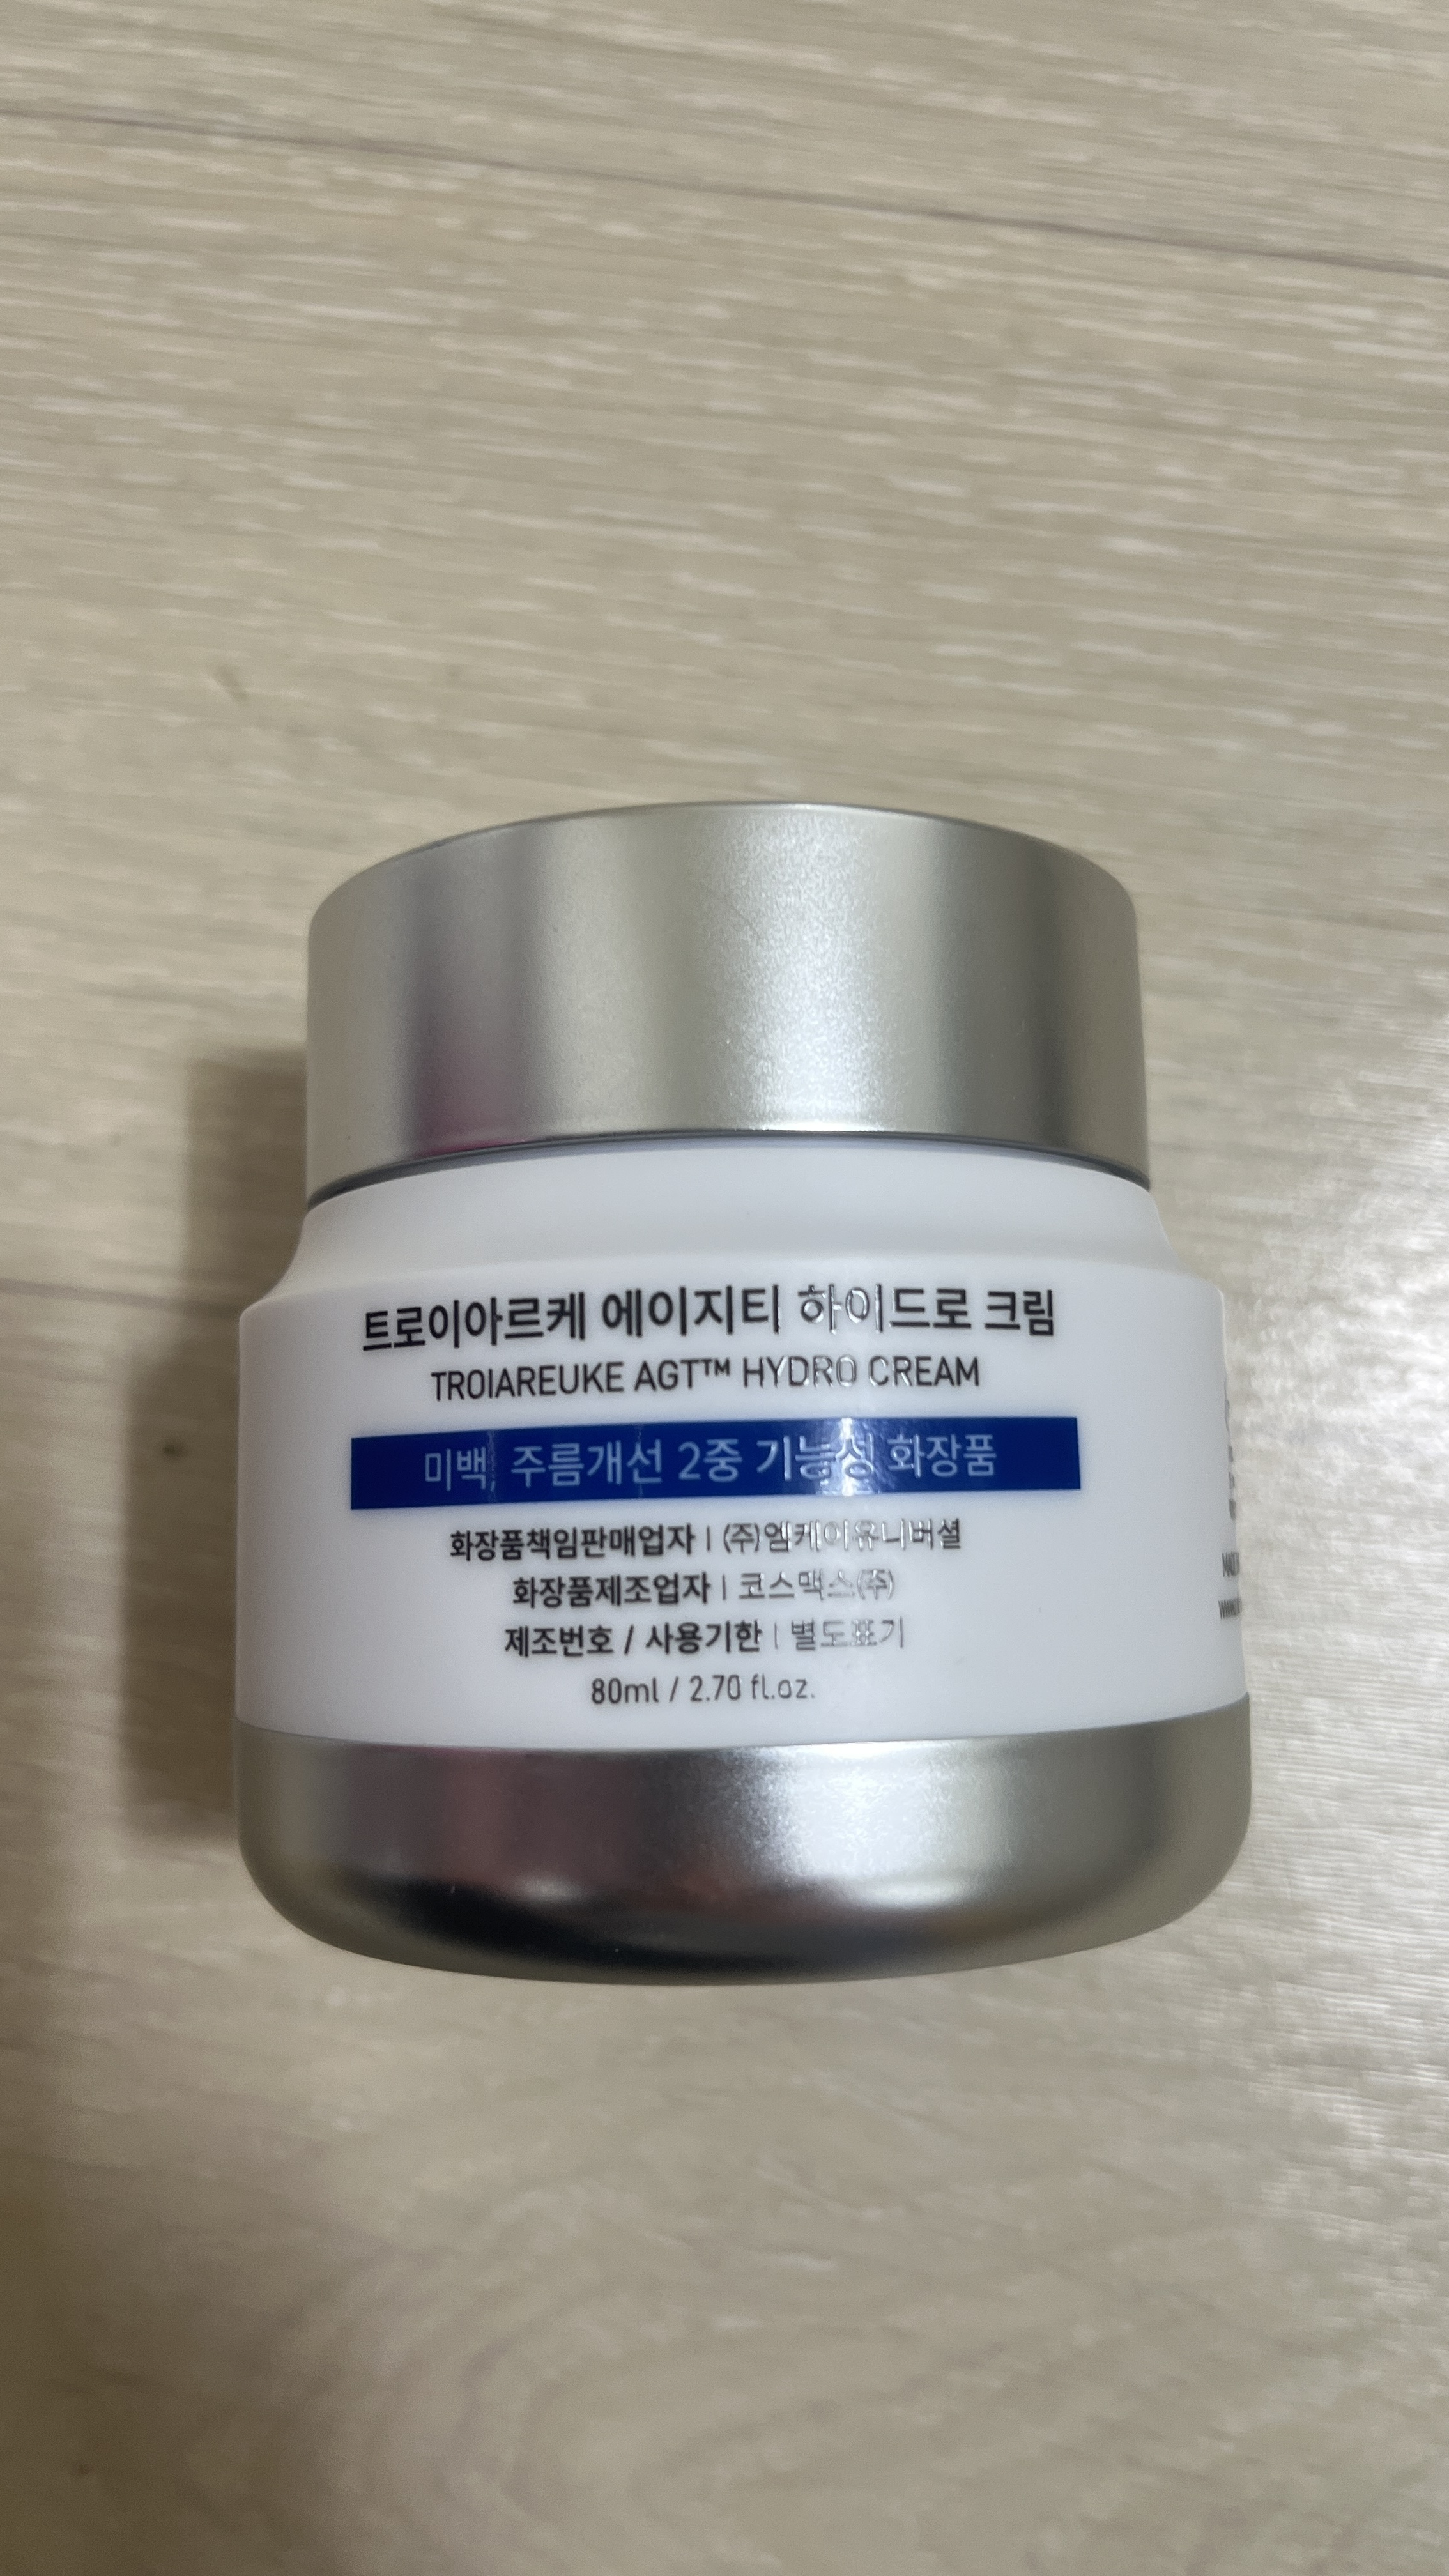 트로이아르케 에이지티 하이드로 크림
TROIAREUKE AGT™ HYDRO CREAM
미백, 주름개선 2중 기능성 화장품
화장품책임판매업자 | (주)엠케이유니버셜
화장품제조업자 | 코스맥스(주)
제조번호 / 사용기한 | 별도표기
80ml / 2.70 fl.oz.